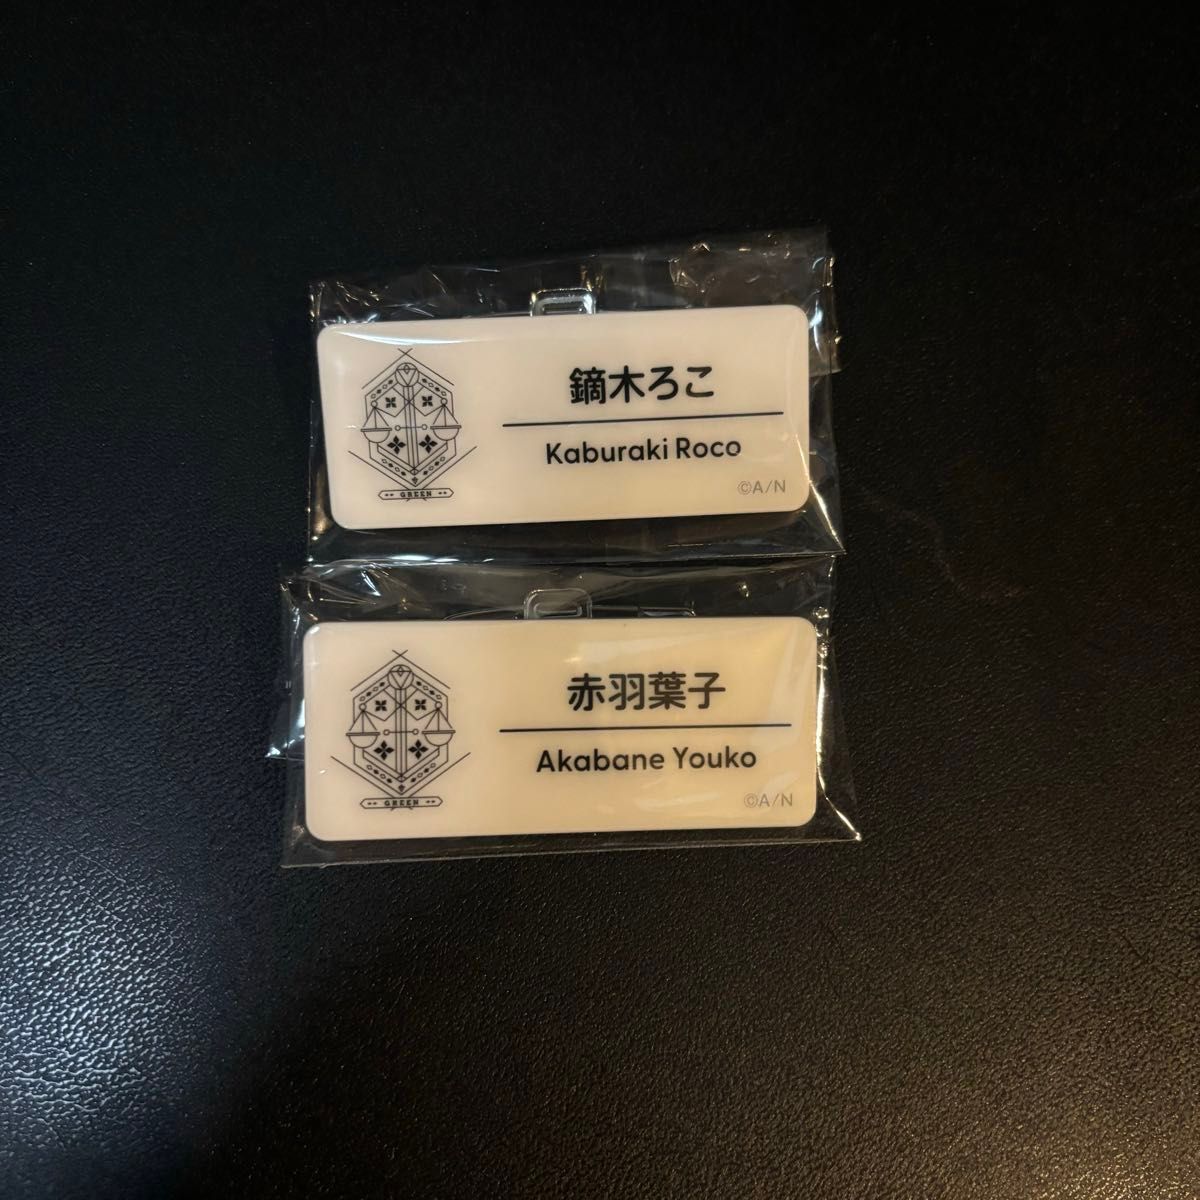 鏑木ろこ
Kaburaki Roco
GREEN
©A/N
赤羽葉子
Akabane Youko
GREEN
©A/N